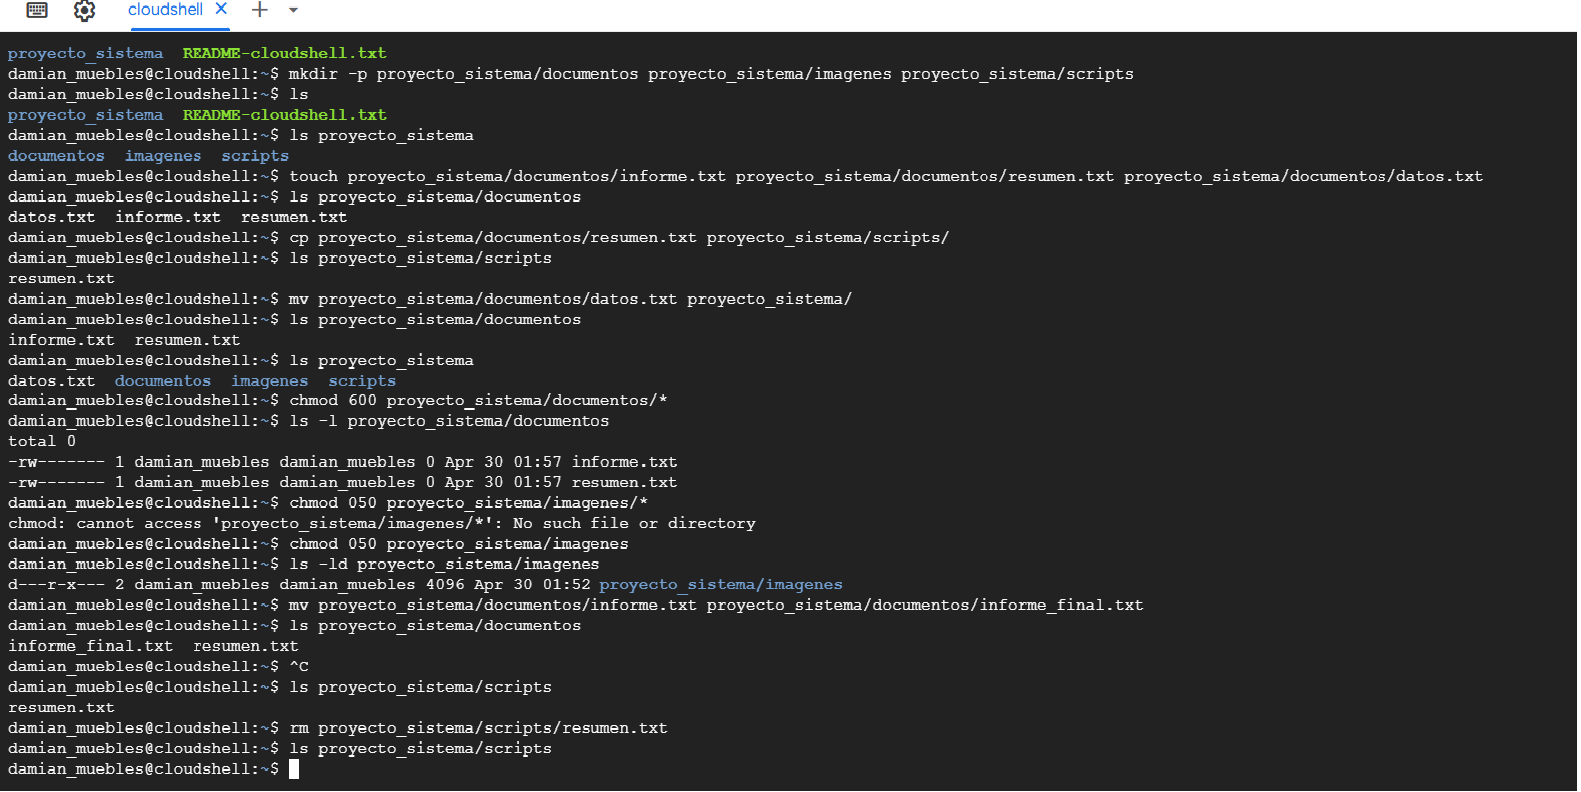 cloudshell
proyecto_sistema  README-cloudshell.txt
damian_muebles@cloudshell:~$ mkdir -p proyecto_sistema/documentos proyecto_sistema/imagenes proyecto_sistema/scripts
damian_muebles@cloudshell:~$ ls
proyecto_sistema  README-cloudshell.txt
damian_muebles@cloudshell:~$ ls proyecto_sistema
documentos  imagenes  scripts
damian_muebles@cloudshell:~$ touch proyecto_sistema/documentos/informe.txt proyecto_sistema/documentos/resumen.txt proyecto_sistema/documentos/datos.txt
damian_muebles@cloudshell:~$ ls proyecto_sistema/documentos
datos.txt  informe.txt  resumen.txt
damian_muebles@cloudshell:~$ cp proyecto_sistema/documentos/resumen.txt proyecto_sistema/scripts/
damian_muebles@cloudshell:~$ ls proyecto_sistema/scripts
resumen.txt
damian_muebles@cloudshell:~$ mv proyecto_sistema/documentos/datos.txt proyecto_sistema/
damian_muebles@cloudshell:~$ ls proyecto_sistema/documentos
informe.txt  resumen.txt
damian_muebles@cloudshell:~$ ls proyecto_sistema
datos.txt  documentos  imagenes  scripts
damian_muebles@cloudshell:~$ chmod 600 proyecto_sistema/documentos/*
damian_muebles@cloudshell:~$ ls -l proyecto_sistema/documentos
total 0
-rw------- 1 damian_muebles damian_muebles 0 Apr 30 01:57 informe.txt
-rw------- 1 damian_muebles damian_muebles 0 Apr 30 01:57 resumen.txt
damian_muebles@cloudshell:~$ chmod 050 proyecto_sistema/imagenes/*
chmod: cannot access 'proyecto_sistema/imagenes/*': No such file or directory
damian_muebles@cloudshell:~$ chmod 050 proyecto_sistema/imagenes
damian_muebles@cloudshell:~$ ls -ld proyecto_sistema/imagenes
d---r-x--- 2 damian_muebles damian_muebles 4096 Apr 30 01:52 proyecto_sistema/imagenes
damian_muebles@cloudshell:~$ mv proyecto_sistema/documentos/informe.txt proyecto_sistema/documentos/informe_final.txt
damian_muebles@cloudshell:~$ ls proyecto_sistema/documentos
informe_final.txt  resumen.txt
damian_muebles@cloudshell:~$ ^C
damian_muebles@cloudshell:~$ ls proyecto_sistema/scripts
resumen.txt
damian_muebles@cloudshell:~$ rm proyecto_sistema/scripts/resumen.txt
damian_muebles@cloudshell:~$ ls proyecto_sistema/scripts
damian_muebles@cloudshell:~$